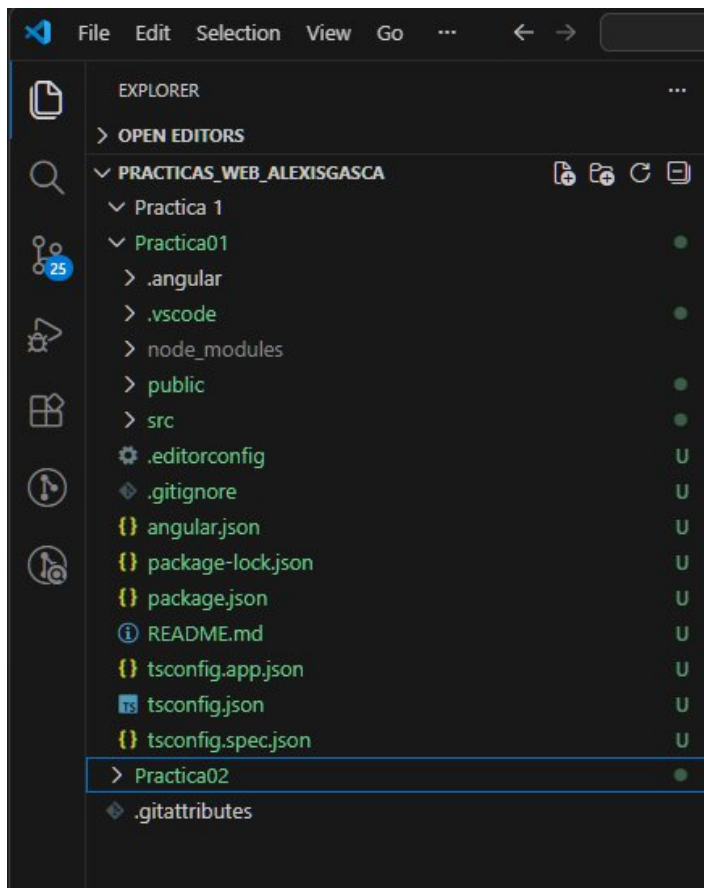 File Edit Selection View Go ...
EXPLORER ...
OPEN EDITORS
PRACTICAS_WEB_ALEXISGASCA
Practica 1
Practica01
.angular
.vscode
node_modules
public
src
.editorconfig U
.gitignore U
angular.json U
package-lock.json U
package.json U
README.md U
tsconfig.app.json U
tsconfig.json U
tsconfig.spec.json U
Practica02
.gitattributes
25